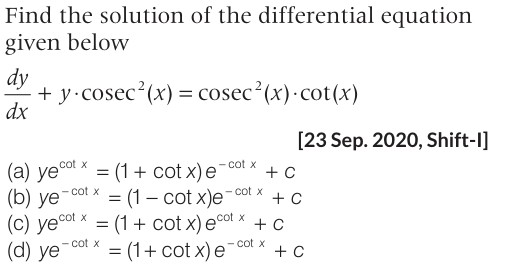 Find the solution of the differential equation
given below
dy/dx + y·cosec²(x) = cosec²(x)·cot(x)
[23 Sep. 2020, Shift-I]
(a) ye^(cot x) = (1 + cot x) e^(−cot x) + c
(b) ye^(−cot x) = (1 − cot x)e^(−cot x) + c
(c) ye^(cot x) = (1 + cot x) e^(cot x) + c
(d) ye^(−cot x) = (1 + cot x) e^(−cot x) + c